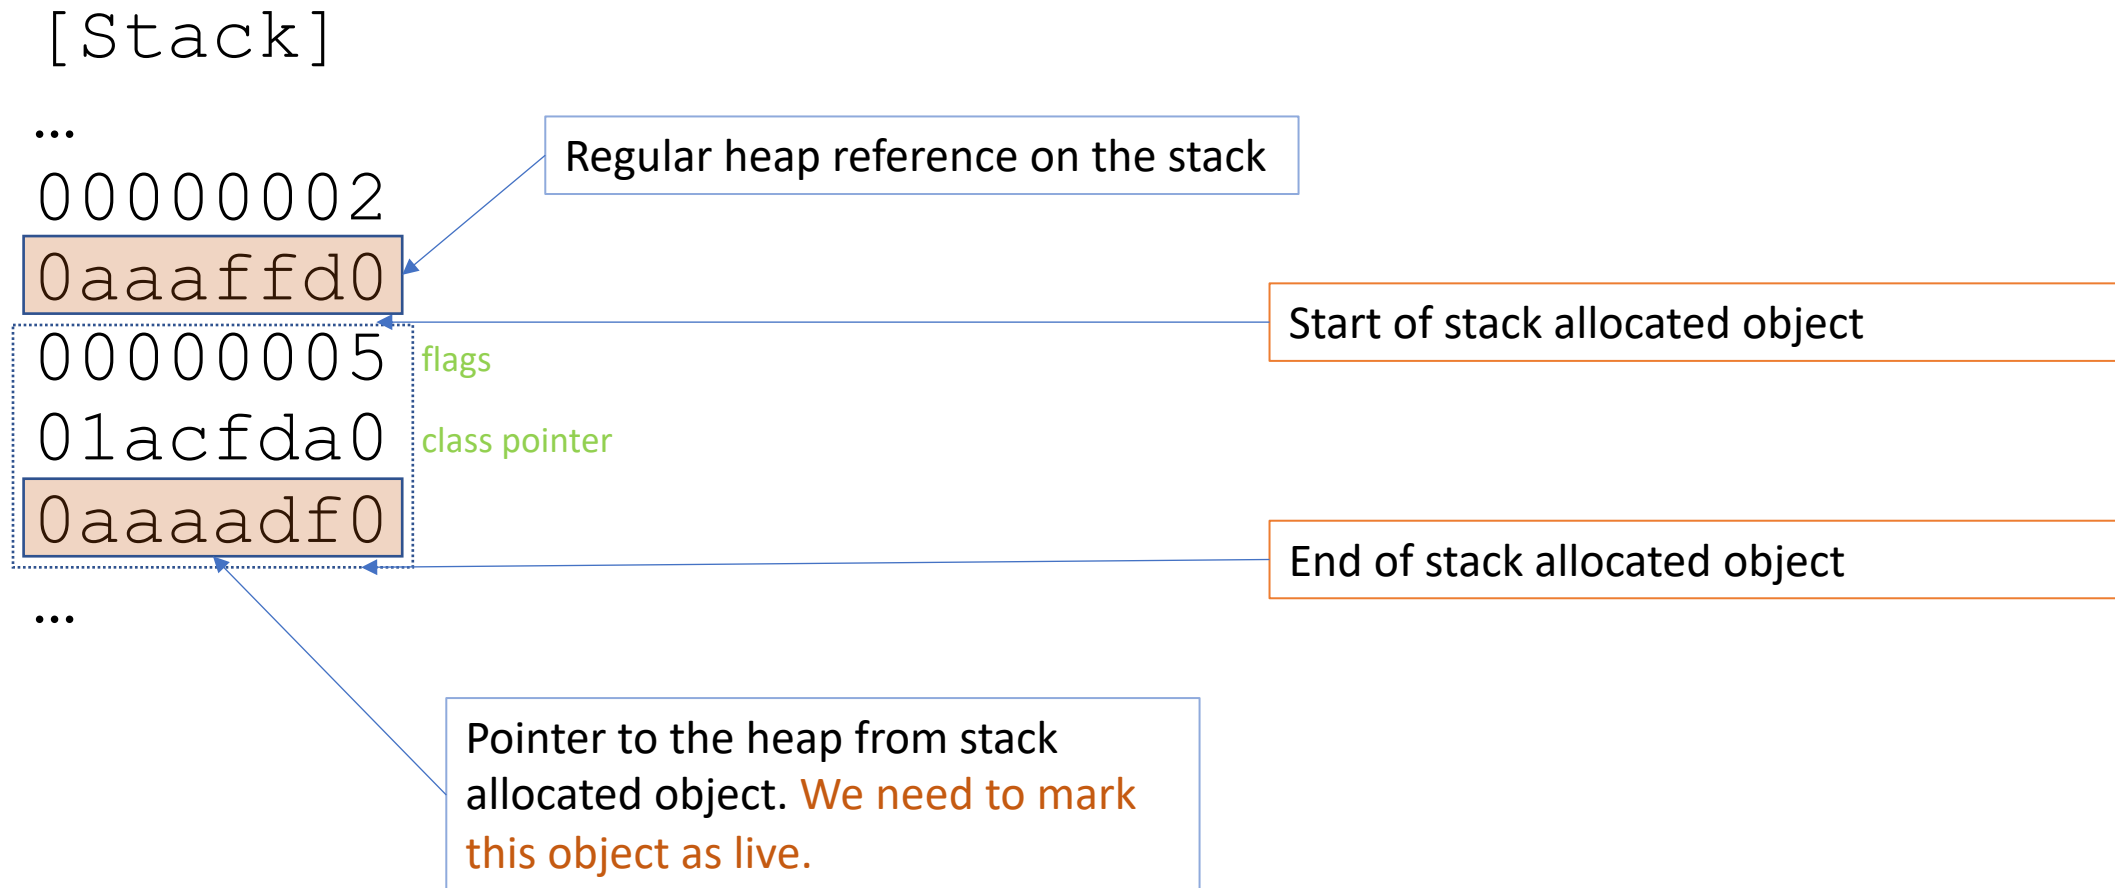 [Stack]
…
00000002
Regular heap reference on the stack
0aaaffd0
Start of stack allocated object
00000005 flags
01acfda0 class pointer
0aaaadf0
End of stack allocated object
…
Pointer to the heap from stack
allocated object. We need to mark
this object as live.